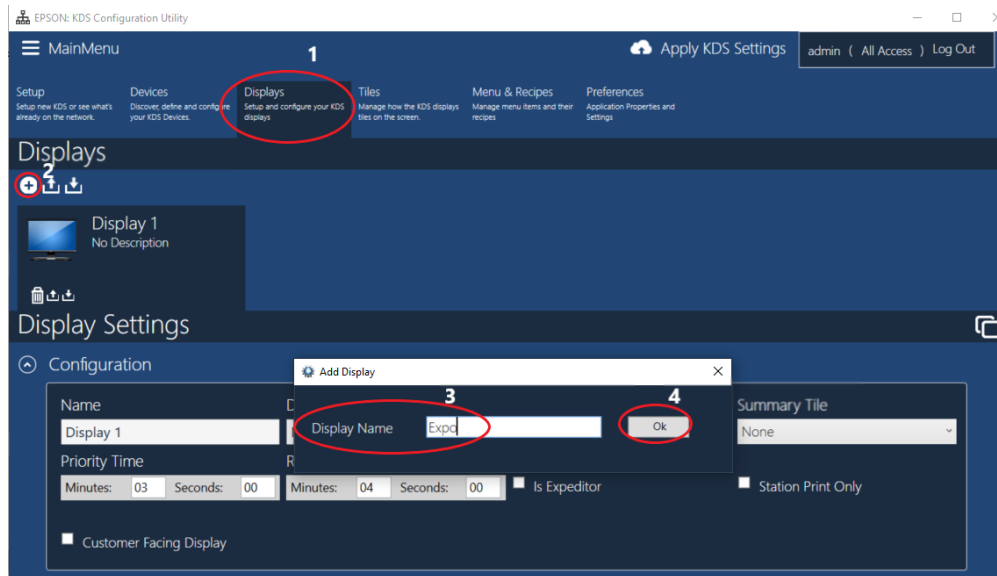 EPSON: KDS Configuration Utility
MainMenu
1
Apply KDS Settings
admin ( All Access ) Log Out
Setup
Setup new KDS or see what's
already on the network.
Devices
Discover, define and configure
your KDS Devices.
Displays
Setup and configure your KDS
displays
Tiles
Manage how the KDS displays
tiles on the screen.
Menu & Recipes
Manage menu items and their
recipes
Preferences
Application Properties and
Settings
Displays
2
Display 1
No Description
Display Settings
Configuration
Add Display
3
4
Display Name
Expo
Ok
Name
D
Summary Tile
Display 1
None
Priority Time
R
Minutes: 03 Seconds: 00
Minutes: 04 Seconds: 00
Is Expeditor
Station Print Only
Customer Facing Display